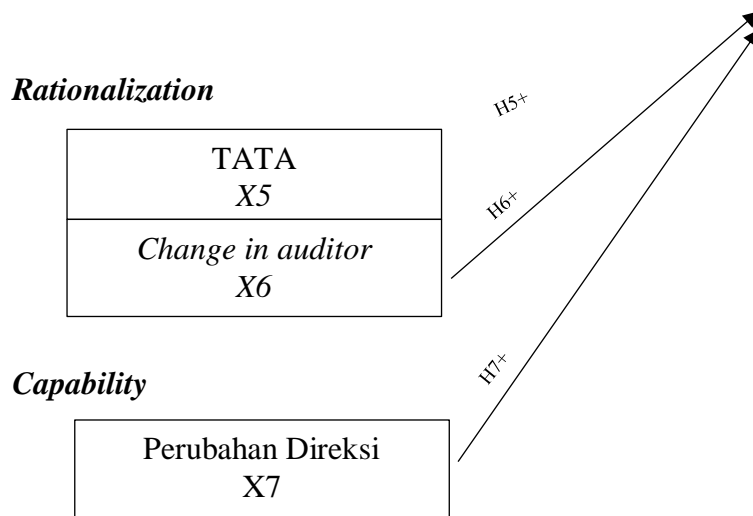 Rationalization
H5+
TATA
X5
H6+
Change in auditor
X6
H7+
Capability
Perubahan Direksi
X7